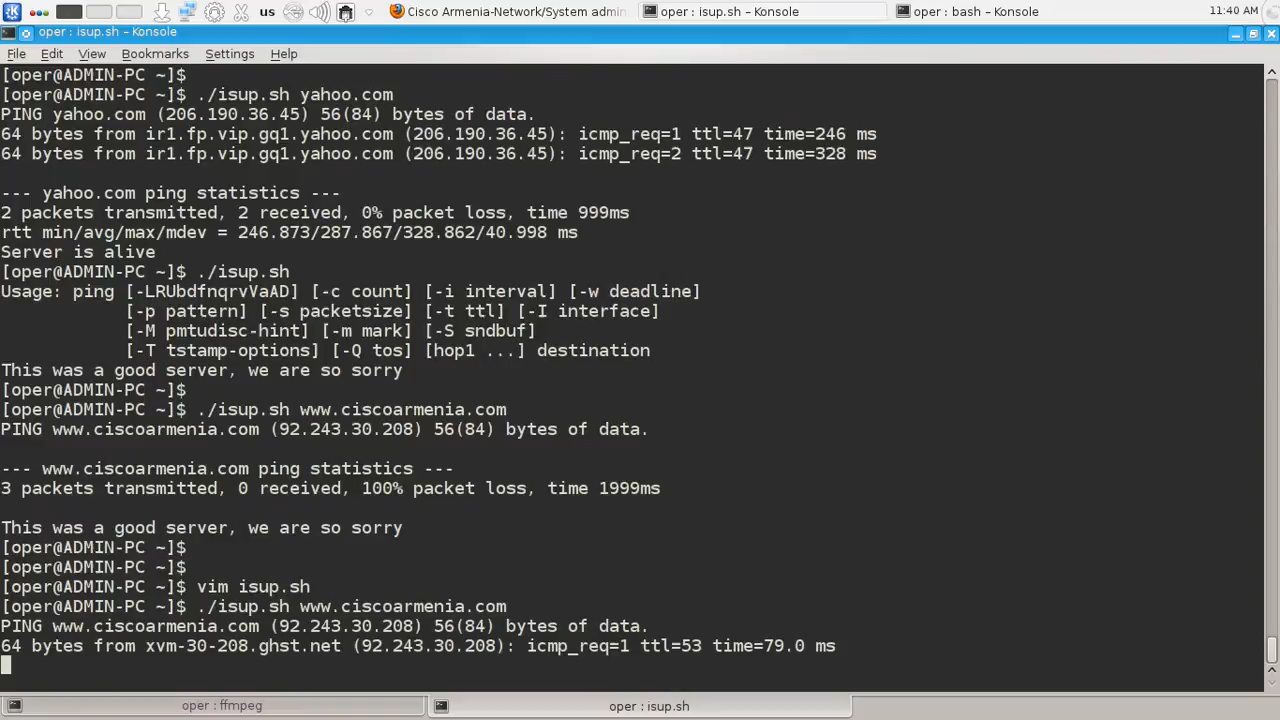 us
Cisco Armenia-Network/System admin
oper : isup.sh – Konsole
oper : bash – Konsole
11:40 AM
oper : isup.sh – Konsole
File Edit View Bookmarks Settings Help
[oper@ADMIN-PC ~]$
[oper@ADMIN-PC ~]$ ./isup.sh yahoo.com
PING yahoo.com (206.190.36.45) 56(84) bytes of data.
64 bytes from ir1.fp.vip.gq1.yahoo.com (206.190.36.45): icmp_req=1 ttl=47 time=246 ms
64 bytes from ir1.fp.vip.gq1.yahoo.com (206.190.36.45): icmp_req=2 ttl=47 time=328 ms
--- yahoo.com ping statistics ---
2 packets transmitted, 2 received, 0% packet loss, time 999ms
rtt min/avg/max/mdev = 246.873/287.867/328.862/40.998 ms
Server is alive
[oper@ADMIN-PC ~]$ ./isup.sh
Usage: ping [-LRUbdfnqrvVaAD] [-c count] [-i interval] [-w deadline]
[-p pattern] [-s packetsize] [-t ttl] [-I interface]
[-M pmtudisc-hint] [-m mark] [-S sndbuf]
[-T tstamp-options] [-Q tos] [hop1 ...] destination
This was a good server, we are so sorry
[oper@ADMIN-PC ~]$
[oper@ADMIN-PC ~]$ ./isup.sh www.ciscoarmenia.com
PING www.ciscoarmenia.com (92.243.30.208) 56(84) bytes of data.
--- www.ciscoarmenia.com ping statistics ---
3 packets transmitted, 0 received, 100% packet loss, time 1999ms
This was a good server, we are so sorry
[oper@ADMIN-PC ~]$
[oper@ADMIN-PC ~]$
[oper@ADMIN-PC ~]$ vim isup.sh
[oper@ADMIN-PC ~]$ ./isup.sh www.ciscoarmenia.com
PING www.ciscoarmenia.com (92.243.30.208) 56(84) bytes of data.
64 bytes from xvm-30-208.ghst.net (92.243.30.208): icmp_req=1 ttl=53 time=79.0 ms
oper : ffmpeg
oper : isup.sh